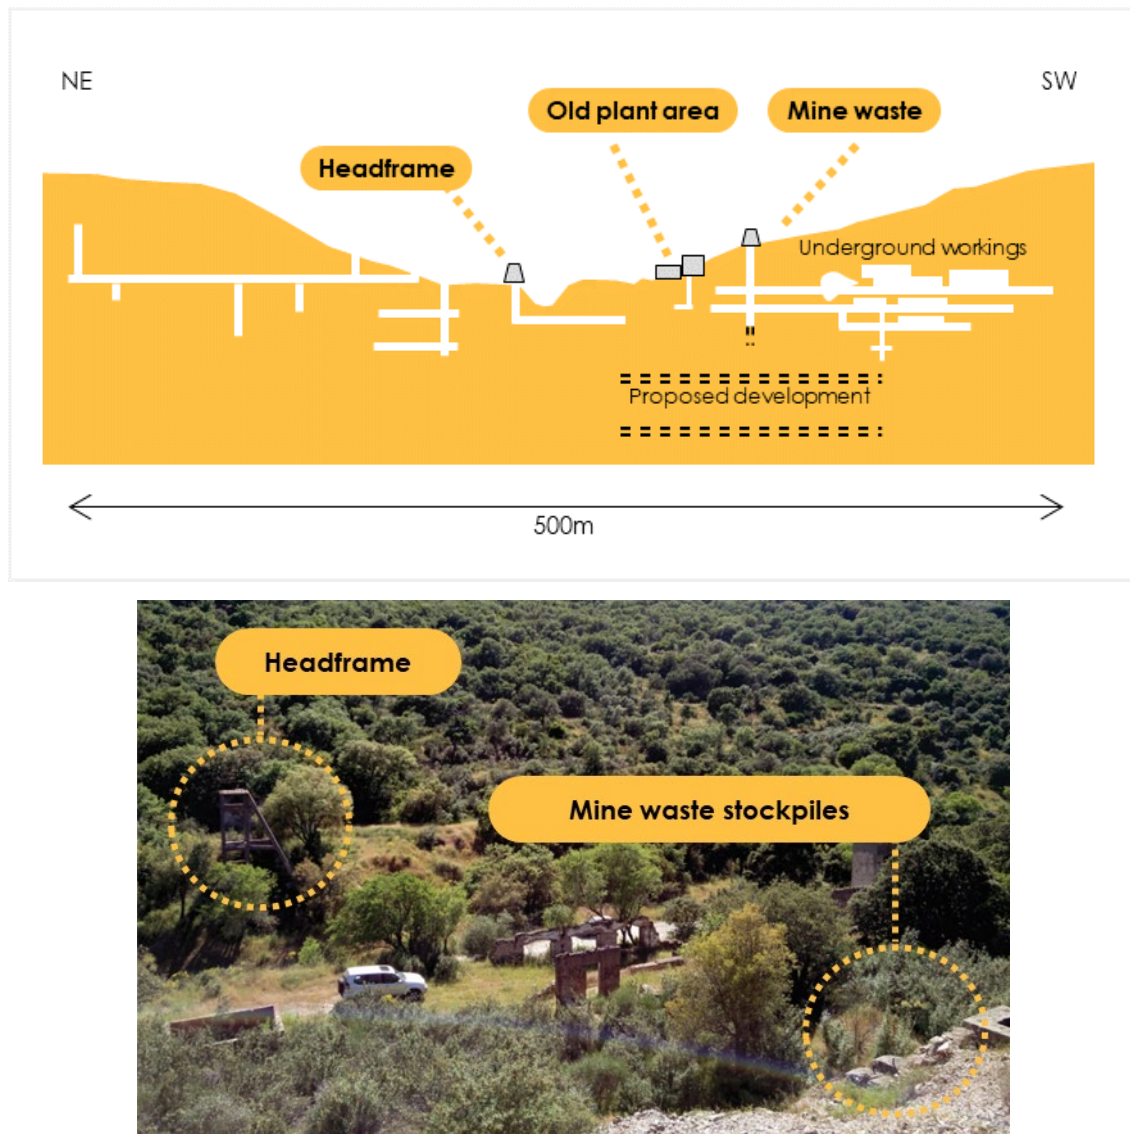 NE
SW
Old plant area
Mine waste
Headframe
Underground workings
Proposed development
500m
Headframe
Mine waste stockpiles